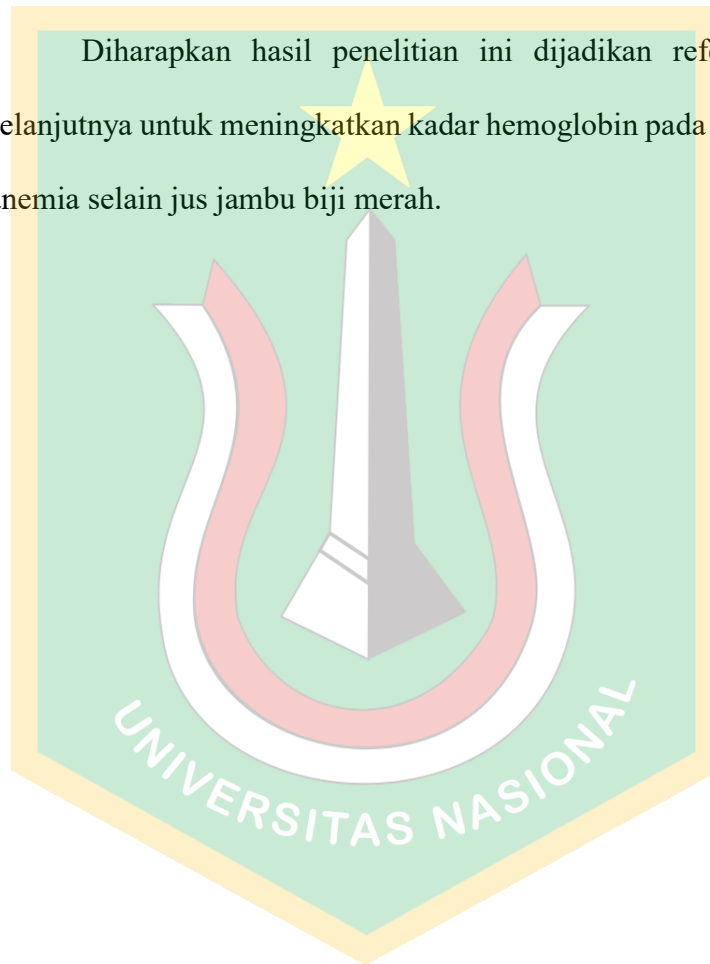 Diharapkan hasil penelitian ini dijadikan
elanjutnya untuk meningkatkan kadar hemoglobin pada
nemia selain jus jambu biji merah.
UNIVERSITAS NASIONAL